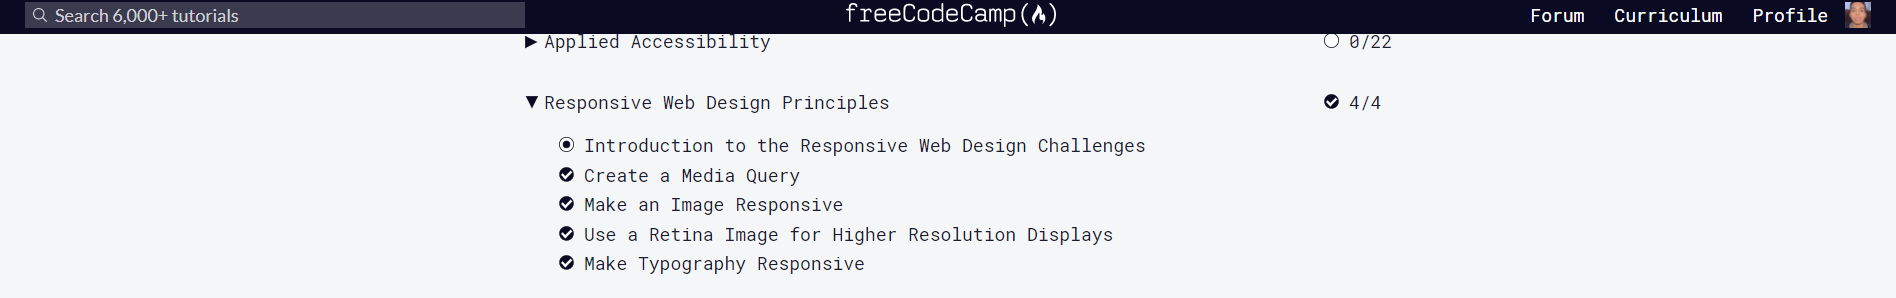 Search 6,000+ tutorials
freeCodeCamp
Forum Curriculum Profile
Applied Accessibility 0/22
Responsive Web Design Principles 4/4
Introduction to the Responsive Web Design Challenges
Create a Media Query
Make an Image Responsive
Use a Retina Image for Higher Resolution Displays
Make Typography Responsive